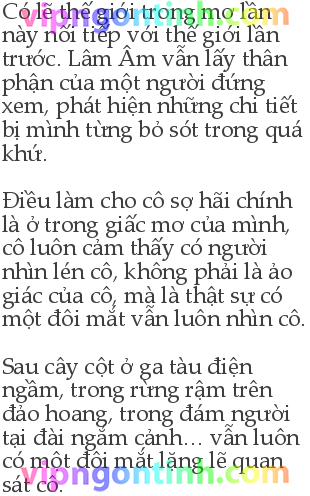 Có lẽ thế giới trong mơ lần
này nối tiếp với thế giới lần
trước. Lâm Âm vẫn lấy thân
phận của một người đứng
xem, phát hiện những chi tiết
bị mình từng bỏ sót trong quá
khứ.
Điều làm cho cô sợ hãi chính
là ở trong giấc mơ của mình,
cô luôn cảm thấy có người
nhìn lén cô, không phải là ảo
giác của cô, mà là thật sự có
một đôi mắt vẫn luôn nhìn cô.
Sau cây cột ở ga tàu điện
ngầm, trong rừng rậm trên
đảo hoang, trong đám người
tại đài ngắm cảnh... vẫn luôn
có một đôi mắt lặng lẽ quan
sát cô.
vipngontinh.com
vipngontinh.com
vipngontinh.com